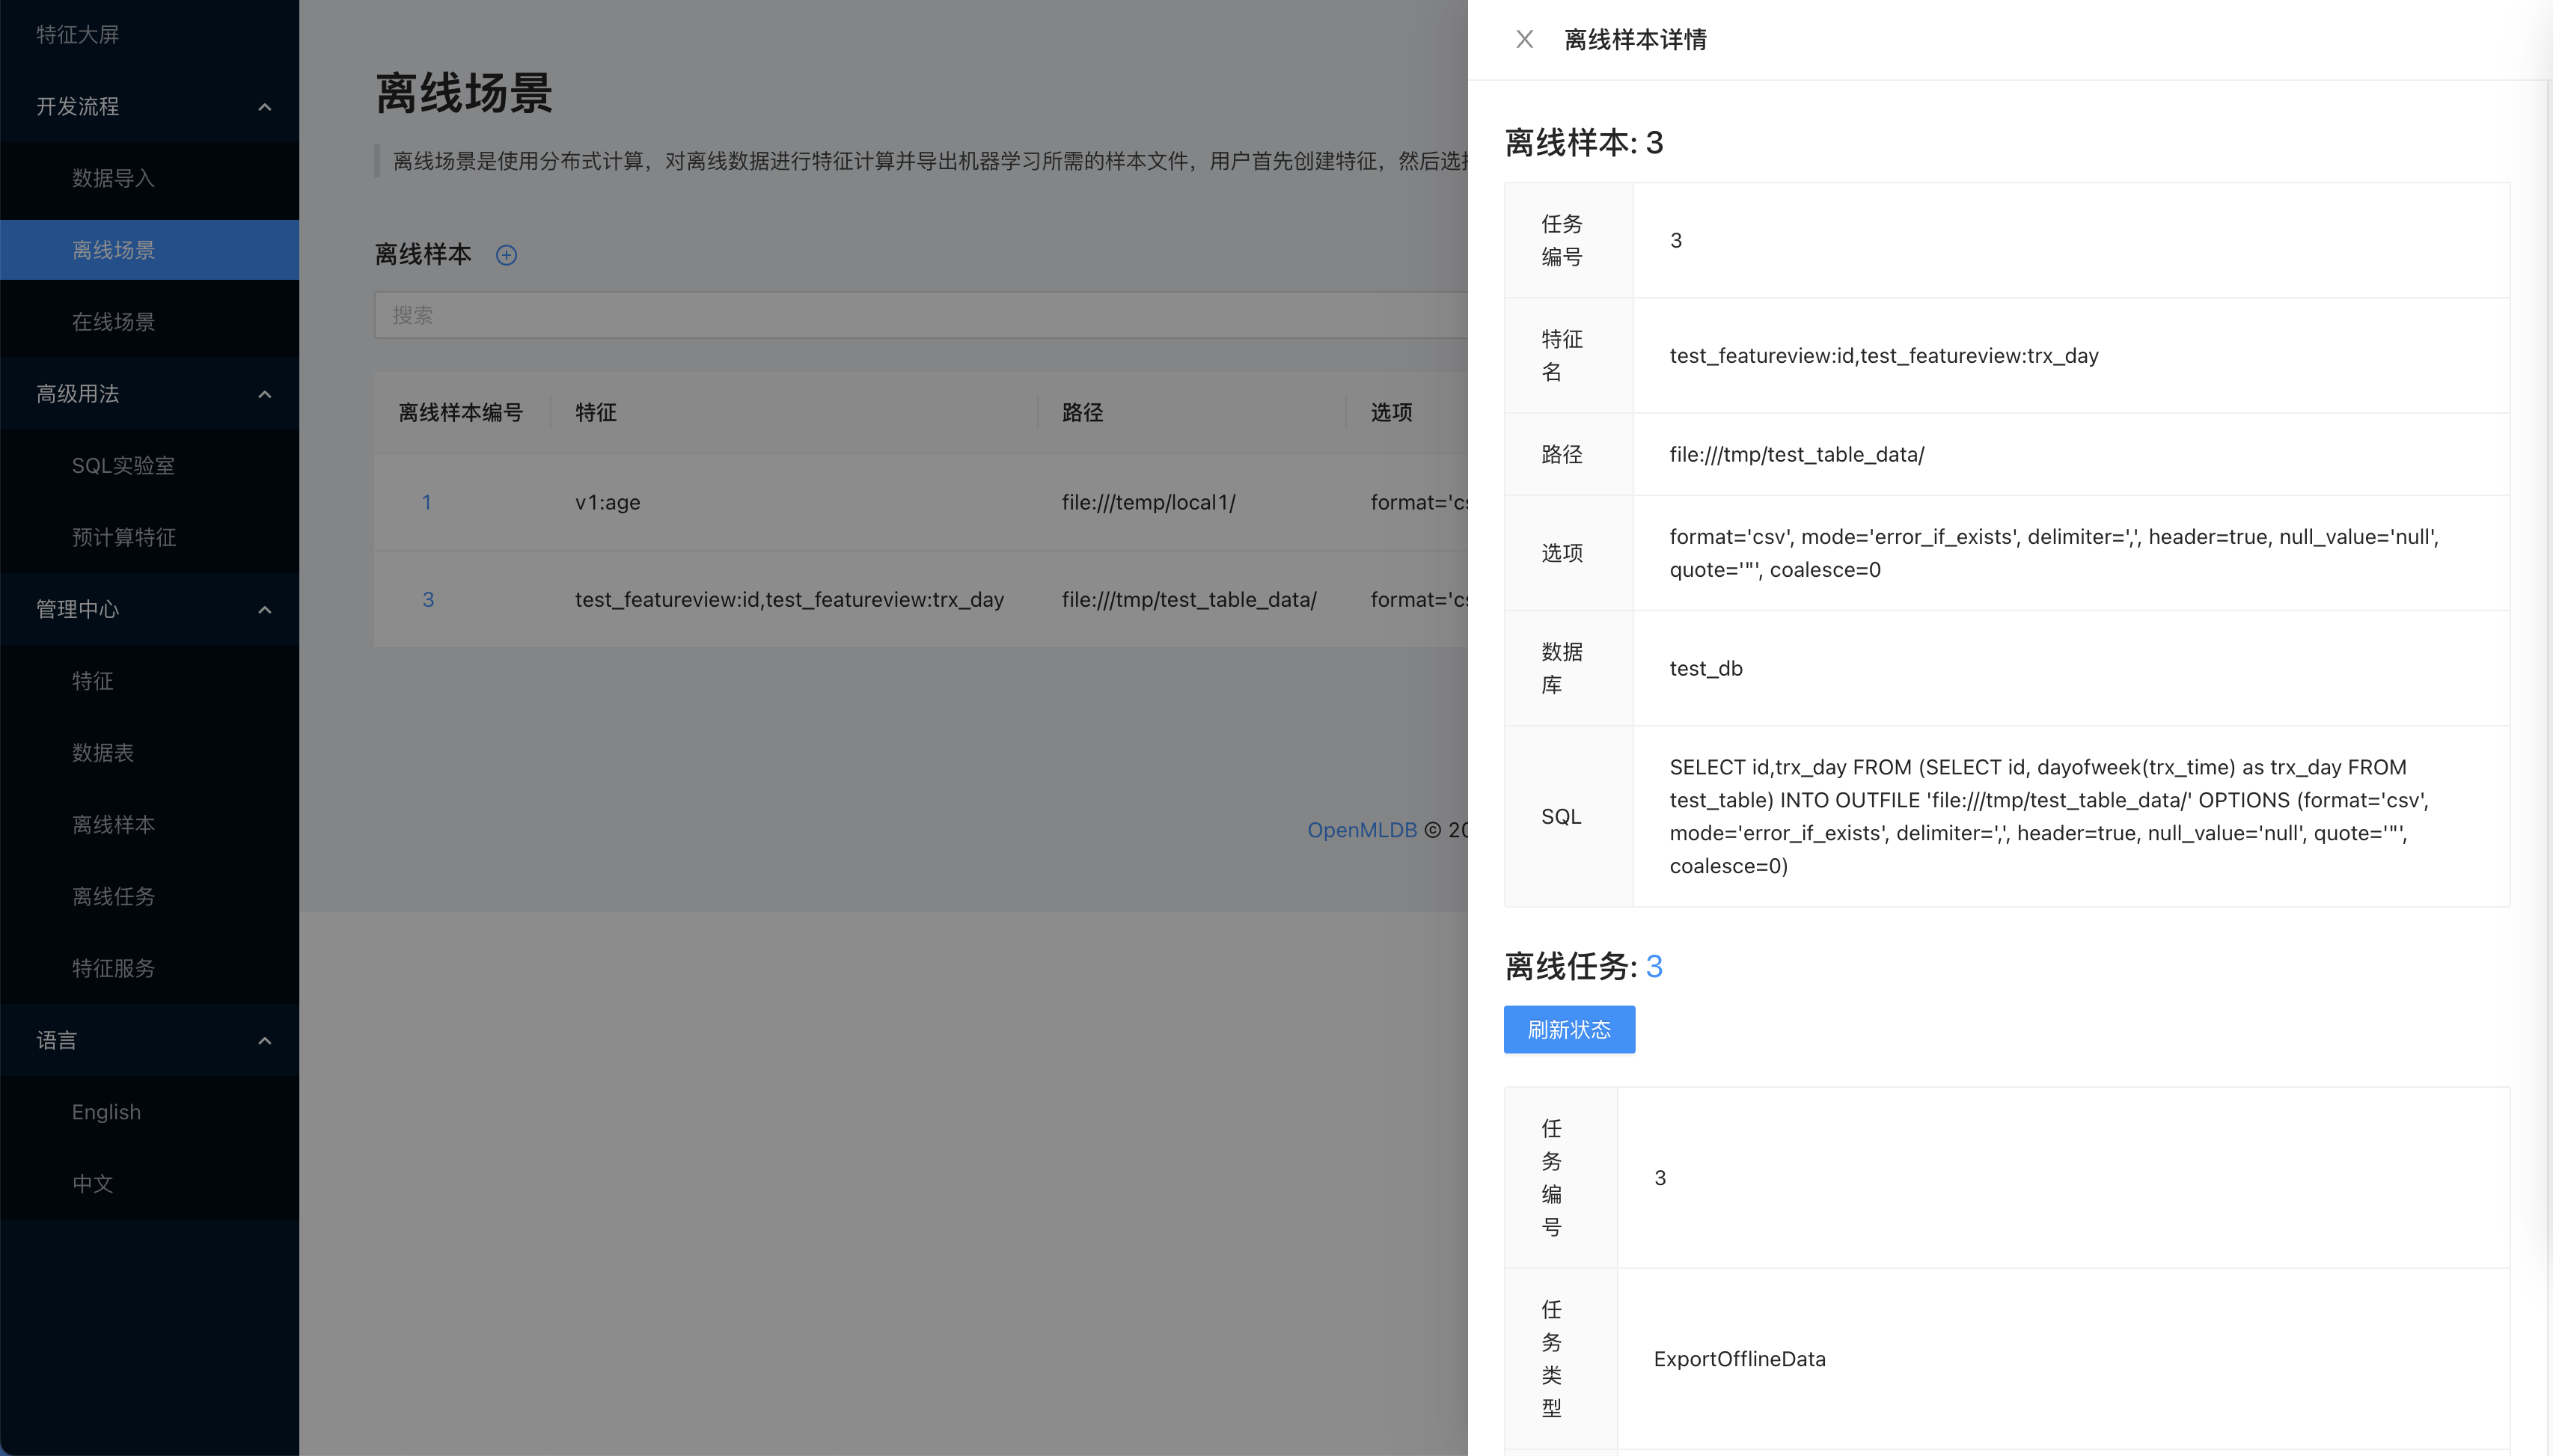 特征大屏
开发流程
数据导入
离线场景
在线场景
高级用法
SQL实验室
预计算特征
管理中心
特征
数据表
离线样本
离线任务
特征服务
语言
English
中文
离线场景
离线场景是使用分布式计算，对离线数据进行特征计算并导出机器学习所需的样本文件，用户首先创建特征，然后选
离线样本
搜索
离线样本编号 特征 路径 选项
1 v1:age file:///temp/local1/ format='cs
3 test_featureview:id,test_featureview:trx_day file:///tmp/test_table_data/ format='cs
OpenMLDB © 20
离线样本详情
离线样本: 3
任务
编号
3
特征
名
test_featureview:id,test_featureview:trx_day
路径
file:///tmp/test_table_data/
选项
format='csv', mode='error_if_exists', delimiter=',', header=true, null_value='null',
quote='"', coalesce=0
数据
库
test_db
SQL
SELECT id,trx_day FROM (SELECT id, dayofweek(trx_time) as trx_day FROM
test_table) INTO OUTFILE 'file:///tmp/test_table_data/' OPTIONS (format='csv',
mode='error_if_exists', delimiter=',', header=true, null_value='null', quote='"',
coalesce=0)
离线任务: 3
刷新状态
任
务
编
号
3
任
务
类
型
ExportOfflineData